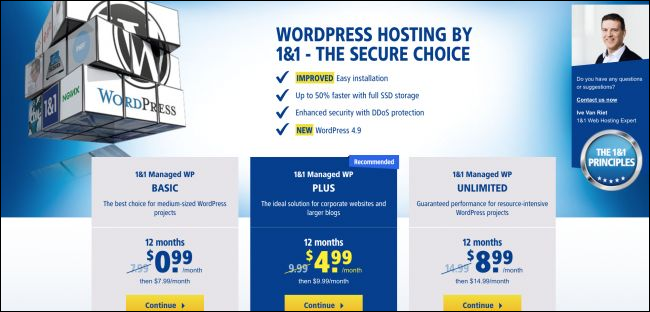 WORDPRESS HOSTING BY
1&1 - THE SECURE CHOICE
IMPROVED Easy installation
Up to 50% faster with full SSD storage
Enhanced security with DDoS protection
NEW WordPress 4.9
PHP
1&1
NGINX
WORDPRESS
Do you have any questions
or suggestions?
Contact us now
Ive Van Riet
1&1 Web Hosting Expert
THE 1&1
PRINCIPLES
1&1 Managed WP
BASIC
The best choice for medium-sized WordPress
projects
12 months
7.99 $0.99 /month
then $7.99/month
Continue
Recommended
1&1 Managed WP
PLUS
The ideal solution for corporate websites and
larger blogs
12 months
9.99 $4.99 /month
then $9.99/month
Continue
1&1 Managed WP
UNLIMITED
Guaranteed performance for resource-intensive
WordPress projects
12 months
14.99 $8.99 /month
then $14.99/month
Continue